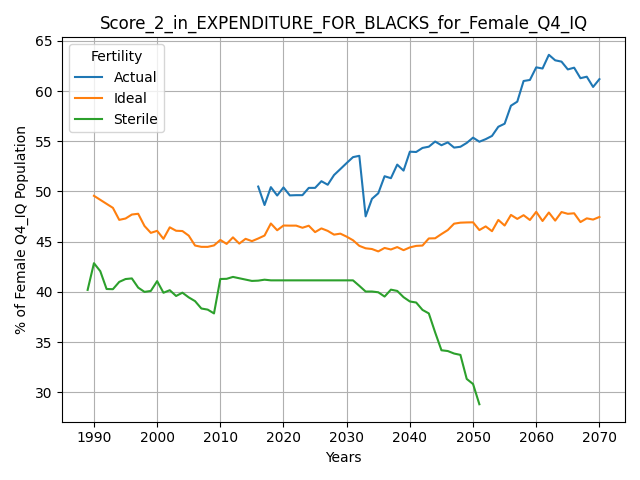 Score_2_in_EXPENDITURE_FOR_BLACKS_for_Female_Q4_IQ
Fertility
Actual
Ideal
Sterile
% of Female Q4_IQ Population
65
60
55
50
45
40
35
30
1990 2000 2010 2020 2030 2040 2050 2060 2070
Years